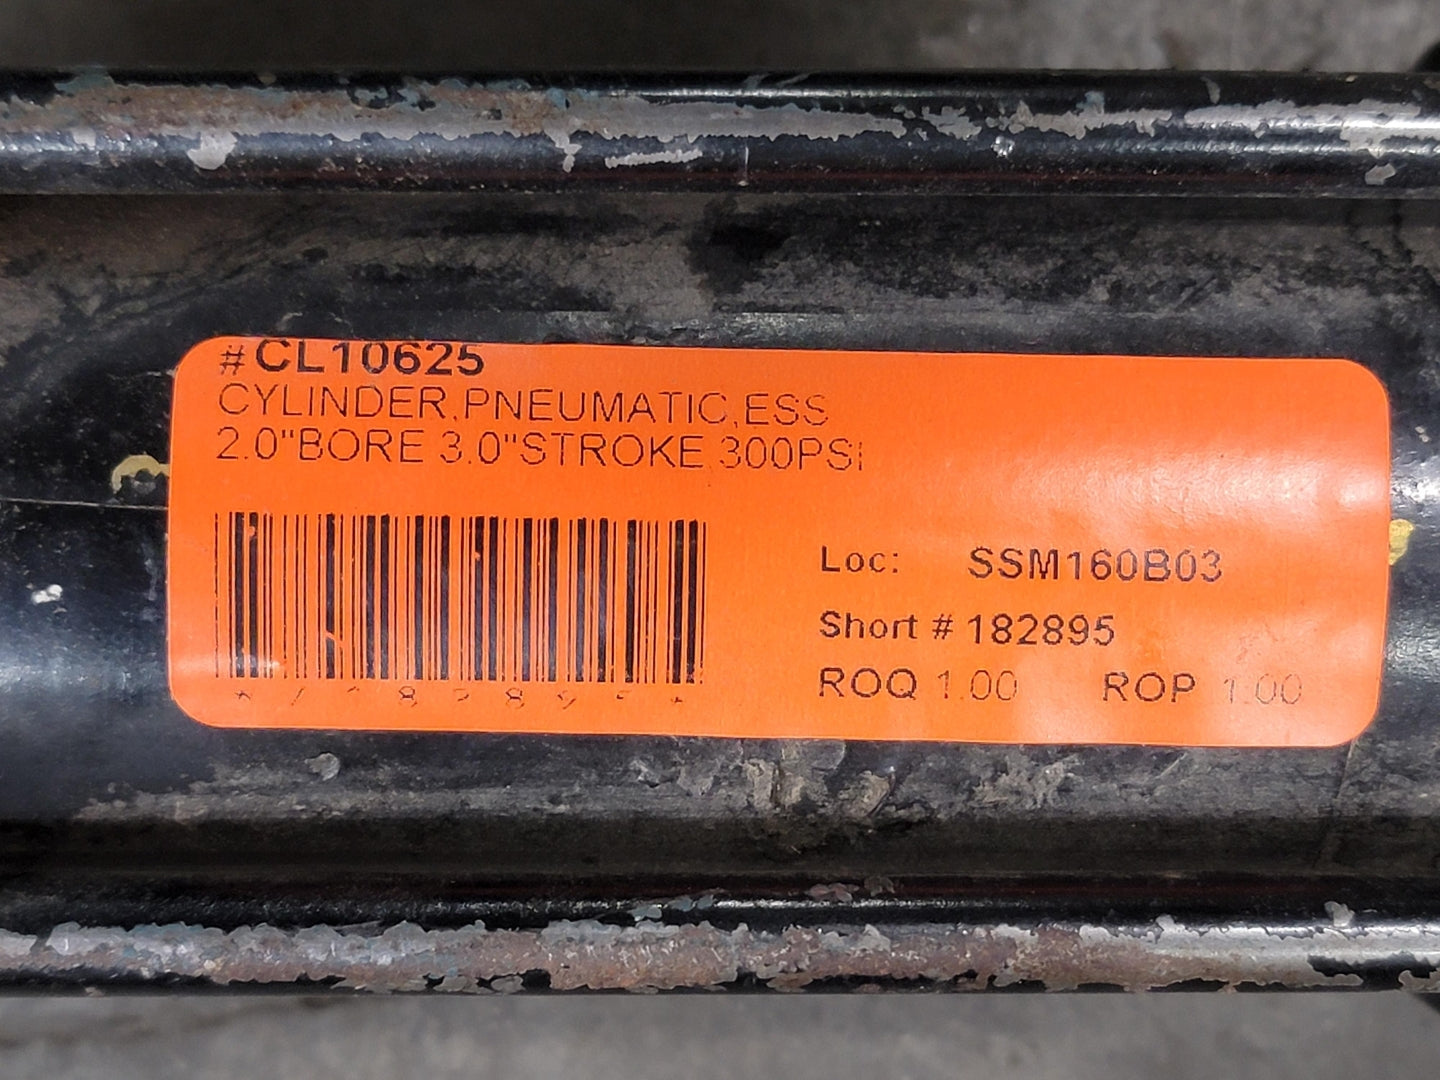 #CL10625
CYLINDER,PNEUMATIC,ESS
2.0"BORE 3.0"STROKE 300PSI
Loc: SSM160B03
Short # 182895
ROQ 1.00 ROP 1.00